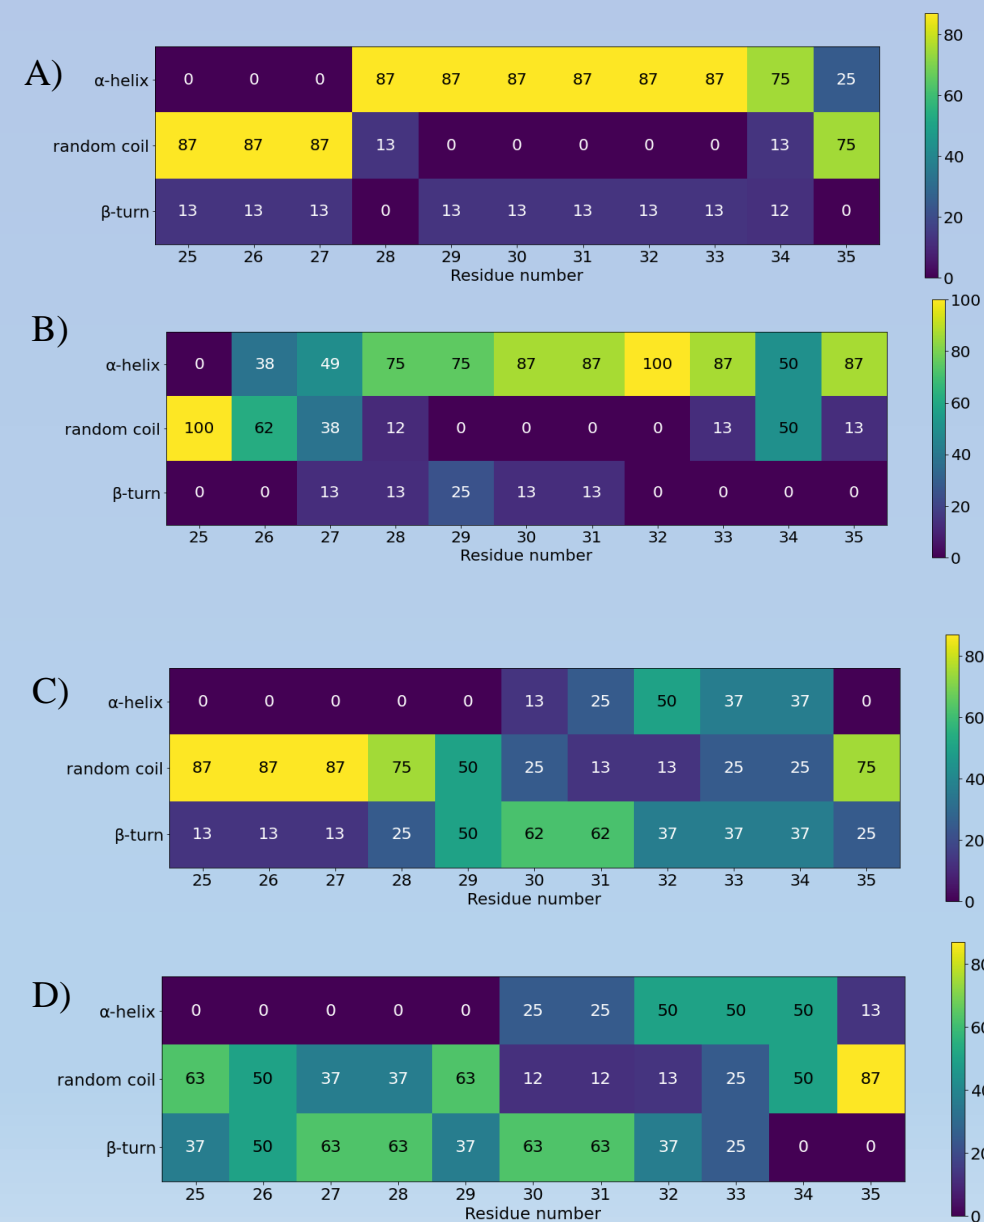 A)
α-helix 0 0 0 87 87 87 87 87 87 75 25
random coil 87 87 87 13 0 0 0 0 0 13 75
β-turn 13 13 13 0 13 13 13 13 13 12 0
25 26 27 28 29 30 31 32 33 34 35
Residue number
80
60
40
20
0
B)
α-helix 0 38 49 75 75 87 87 100 87 50 87
random coil 100 62 38 12 0 0 0 0 13 50 13
β-turn 0 0 13 13 25 13 13 0 0 0 0
25 26 27 28 29 30 31 32 33 34 35
Residue number
100
80
60
40
20
0
C)
α-helix 0 0 0 0 0 13 25 50 37 37 0
random coil 87 87 87 75 50 25 13 13 25 25 75
β-turn 13 13 13 25 50 62 62 37 37 37 25
25 26 27 28 29 30 31 32 33 34 35
Residue number
80
60
40
20
0
D)
α-helix 0 0 0 0 0 25 25 50 50 50 13
random coil 63 50 37 37 63 12 12 13 25 50 87
β-turn 37 50 63 63 37 63 63 37 25 0 0
25 26 27 28 29 30 31 32 33 34 35
Residue number
80
60
40
20
0